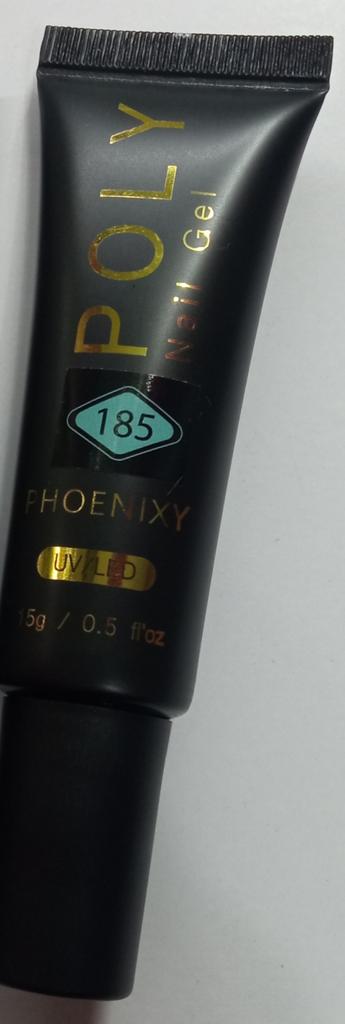 POLY
Nail Gel
185
PHOENIXY
UV/LED
15g / 0.5 fl'oz